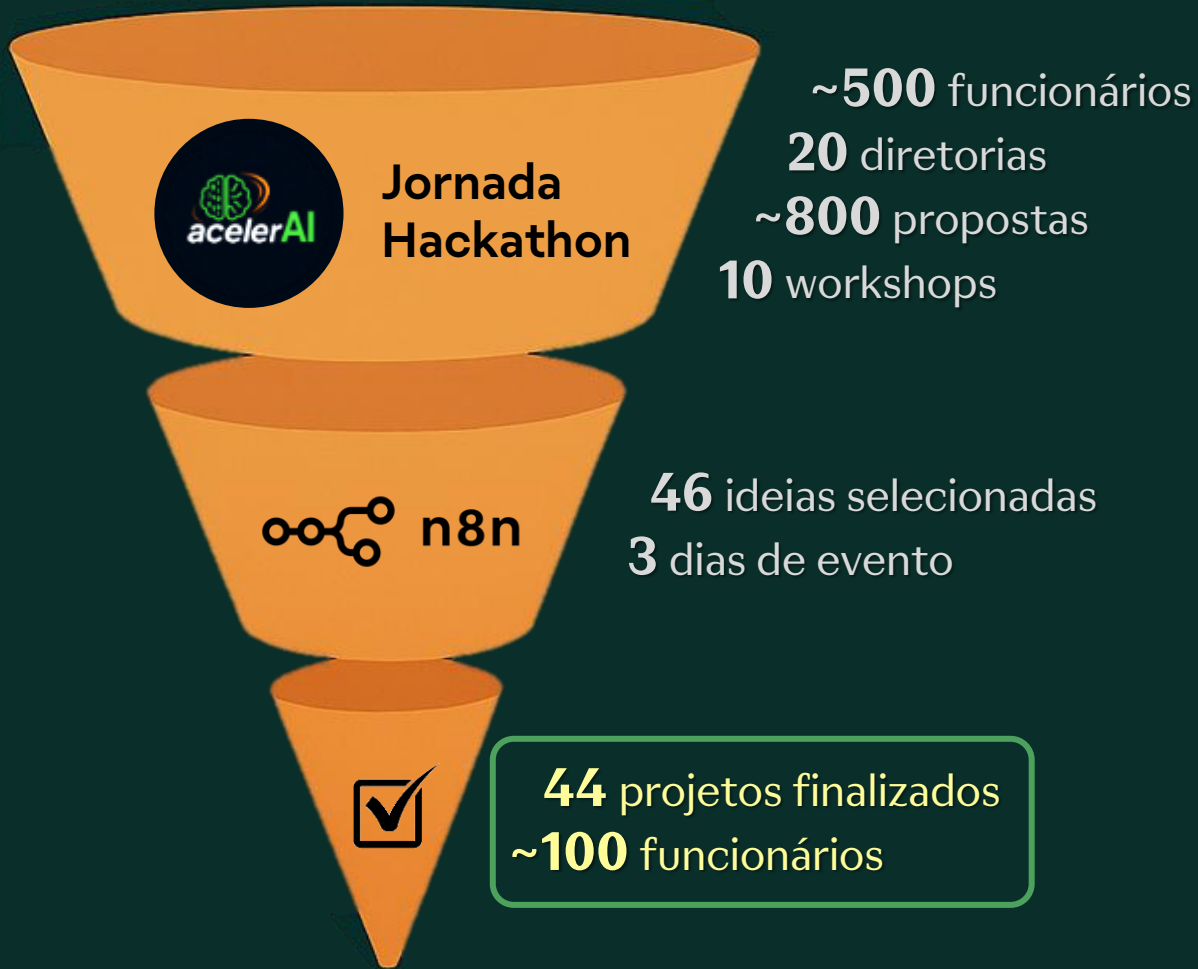 ~500 funcionários
20 diretorias
~800 propostas
10 workshops
acelerAI
Jornada
Hackathon
46 ideias selecionadas
3 dias de evento
n8n
44 projetos finalizados
~100 funcionários